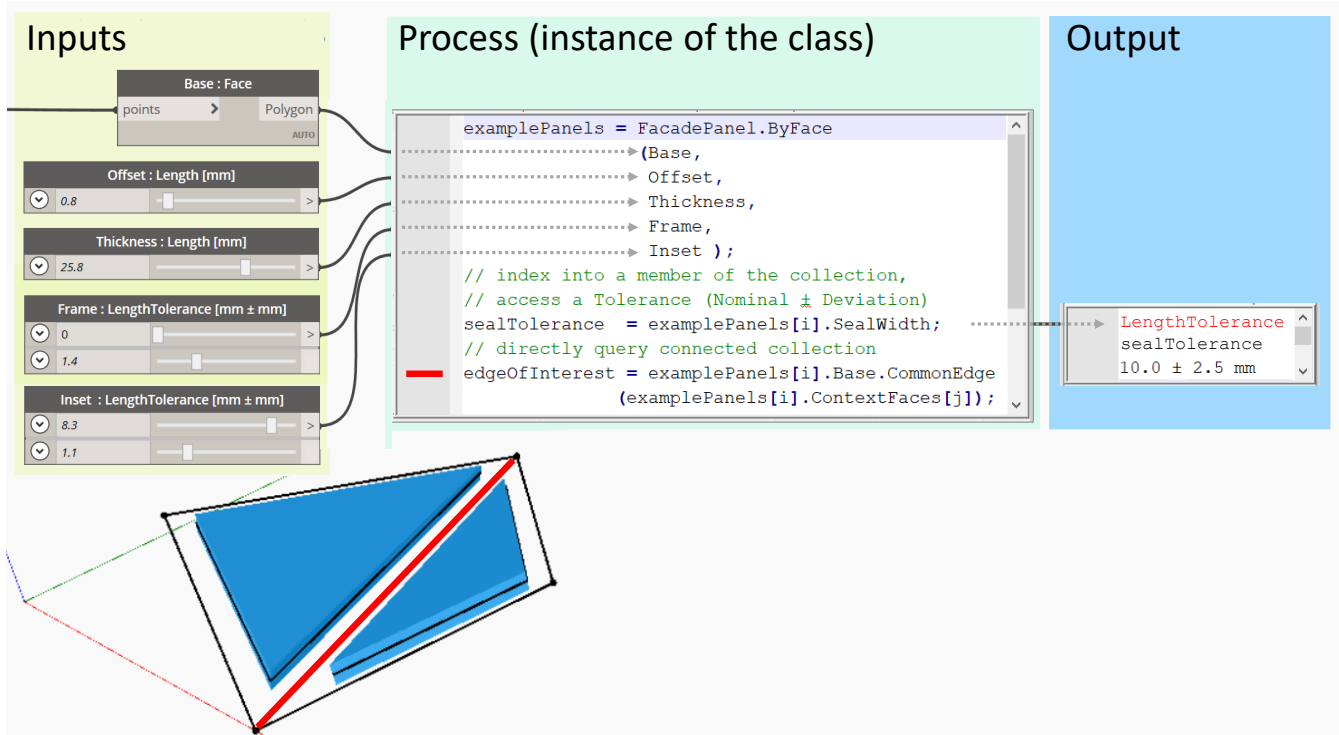 Inputs
Base : Face
points > Polygon
AUTO
Offset : Length [mm]
0.8 >
Thickness : Length [mm]
25.8 >
Frame : LengthTolerance [mm ± mm]
0 >
1.4
Inset : LengthTolerance [mm ± mm]
8.3 >
1.1
Process (instance of the class)
examplePanels = FacadePanel.ByFace
(Base,
Offset,
Thickness,
Frame,
Inset );
// index into a member of the collection,
// access a Tolerance (Nominal ± Deviation)
sealTolerance = examplePanels[i].SealWidth;
// directly query connected collection
edgeOfInterest = examplePanels[i].Base.CommonEdge
(examplePanels[i].ContextFaces[j]);
Output
LengthTolerance
sealTolerance
10.0 ± 2.5 mm